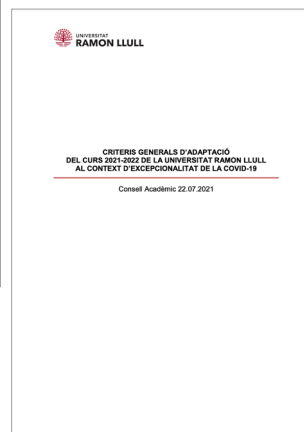 UNIVERSITAT
RAMON LLULL
CRITERIS GENERALS D'ADAPTACIÓ
DEL CURS 2021-2022 DE LA UNIVERSITAT RAMON LLULL
AL CONTEXT D'EXCEPCIONALITAT DE LA COVID-19
Consell Acadèmic 22.07.2021